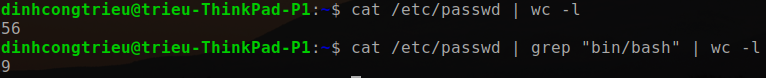 dinhcongtrieu@trieu-ThinkPad-P1:~$ cat /etc/passwd | wc -l
56
dinhcongtrieu@trieu-ThinkPad-P1:~$ cat /etc/passwd | grep "bin/bash" | wc -l
9